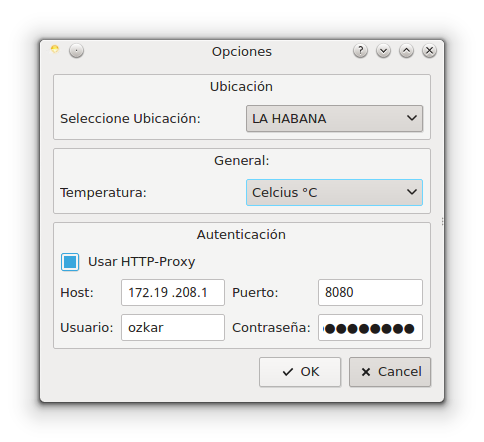 Opciones
Ubicación
Seleccione Ubicación: LA HABANA
General:
Temperatura: Celcius °C
Autenticación
Usar HTTP-Proxy
Host: 172.19 .208.1 Puerto: 8080
Usuario: ozkar Contraseña: ●●●●●●●●●
OK Cancel